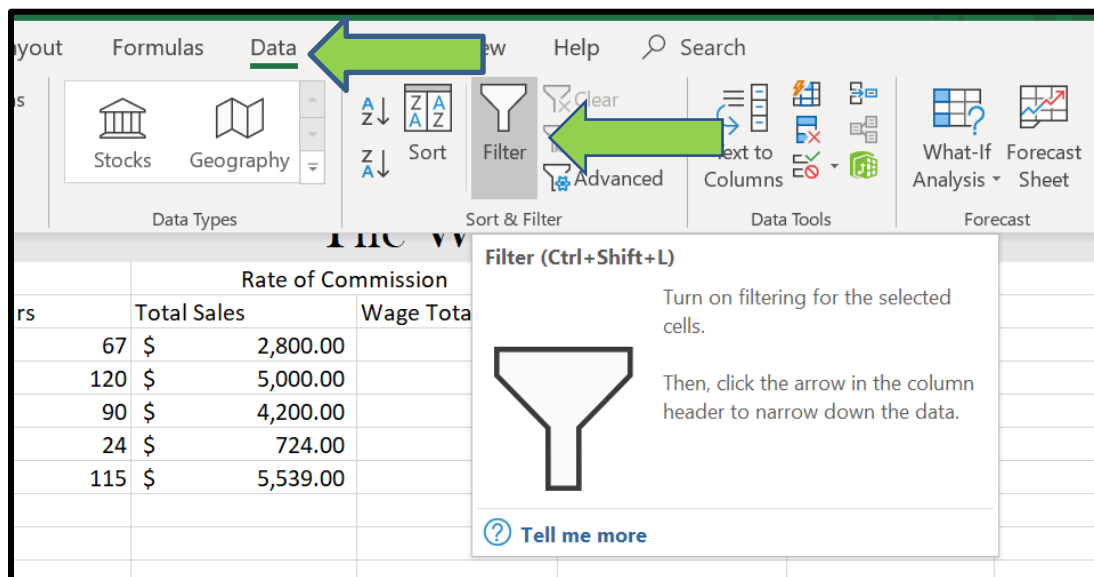 ayout Formulas Data ew Help Search
s Stocks Geography Sort Filter Clear Advanced Text to Columns What-If Analysis Forecast Sheet
Data Types Sort & Filter Data Tools Forecast
Filter (Ctrl+Shift+L)
Turn on filtering for the selected
cells.
Then, click the arrow in the column
header to narrow down the data.
Tell me more
The W
Rate of Commission
rs Total Sales Wage Tota
67 $ 2,800.00
120 $ 5,000.00
90 $ 4,200.00
24 $ 724.00
115 $ 5,539.00